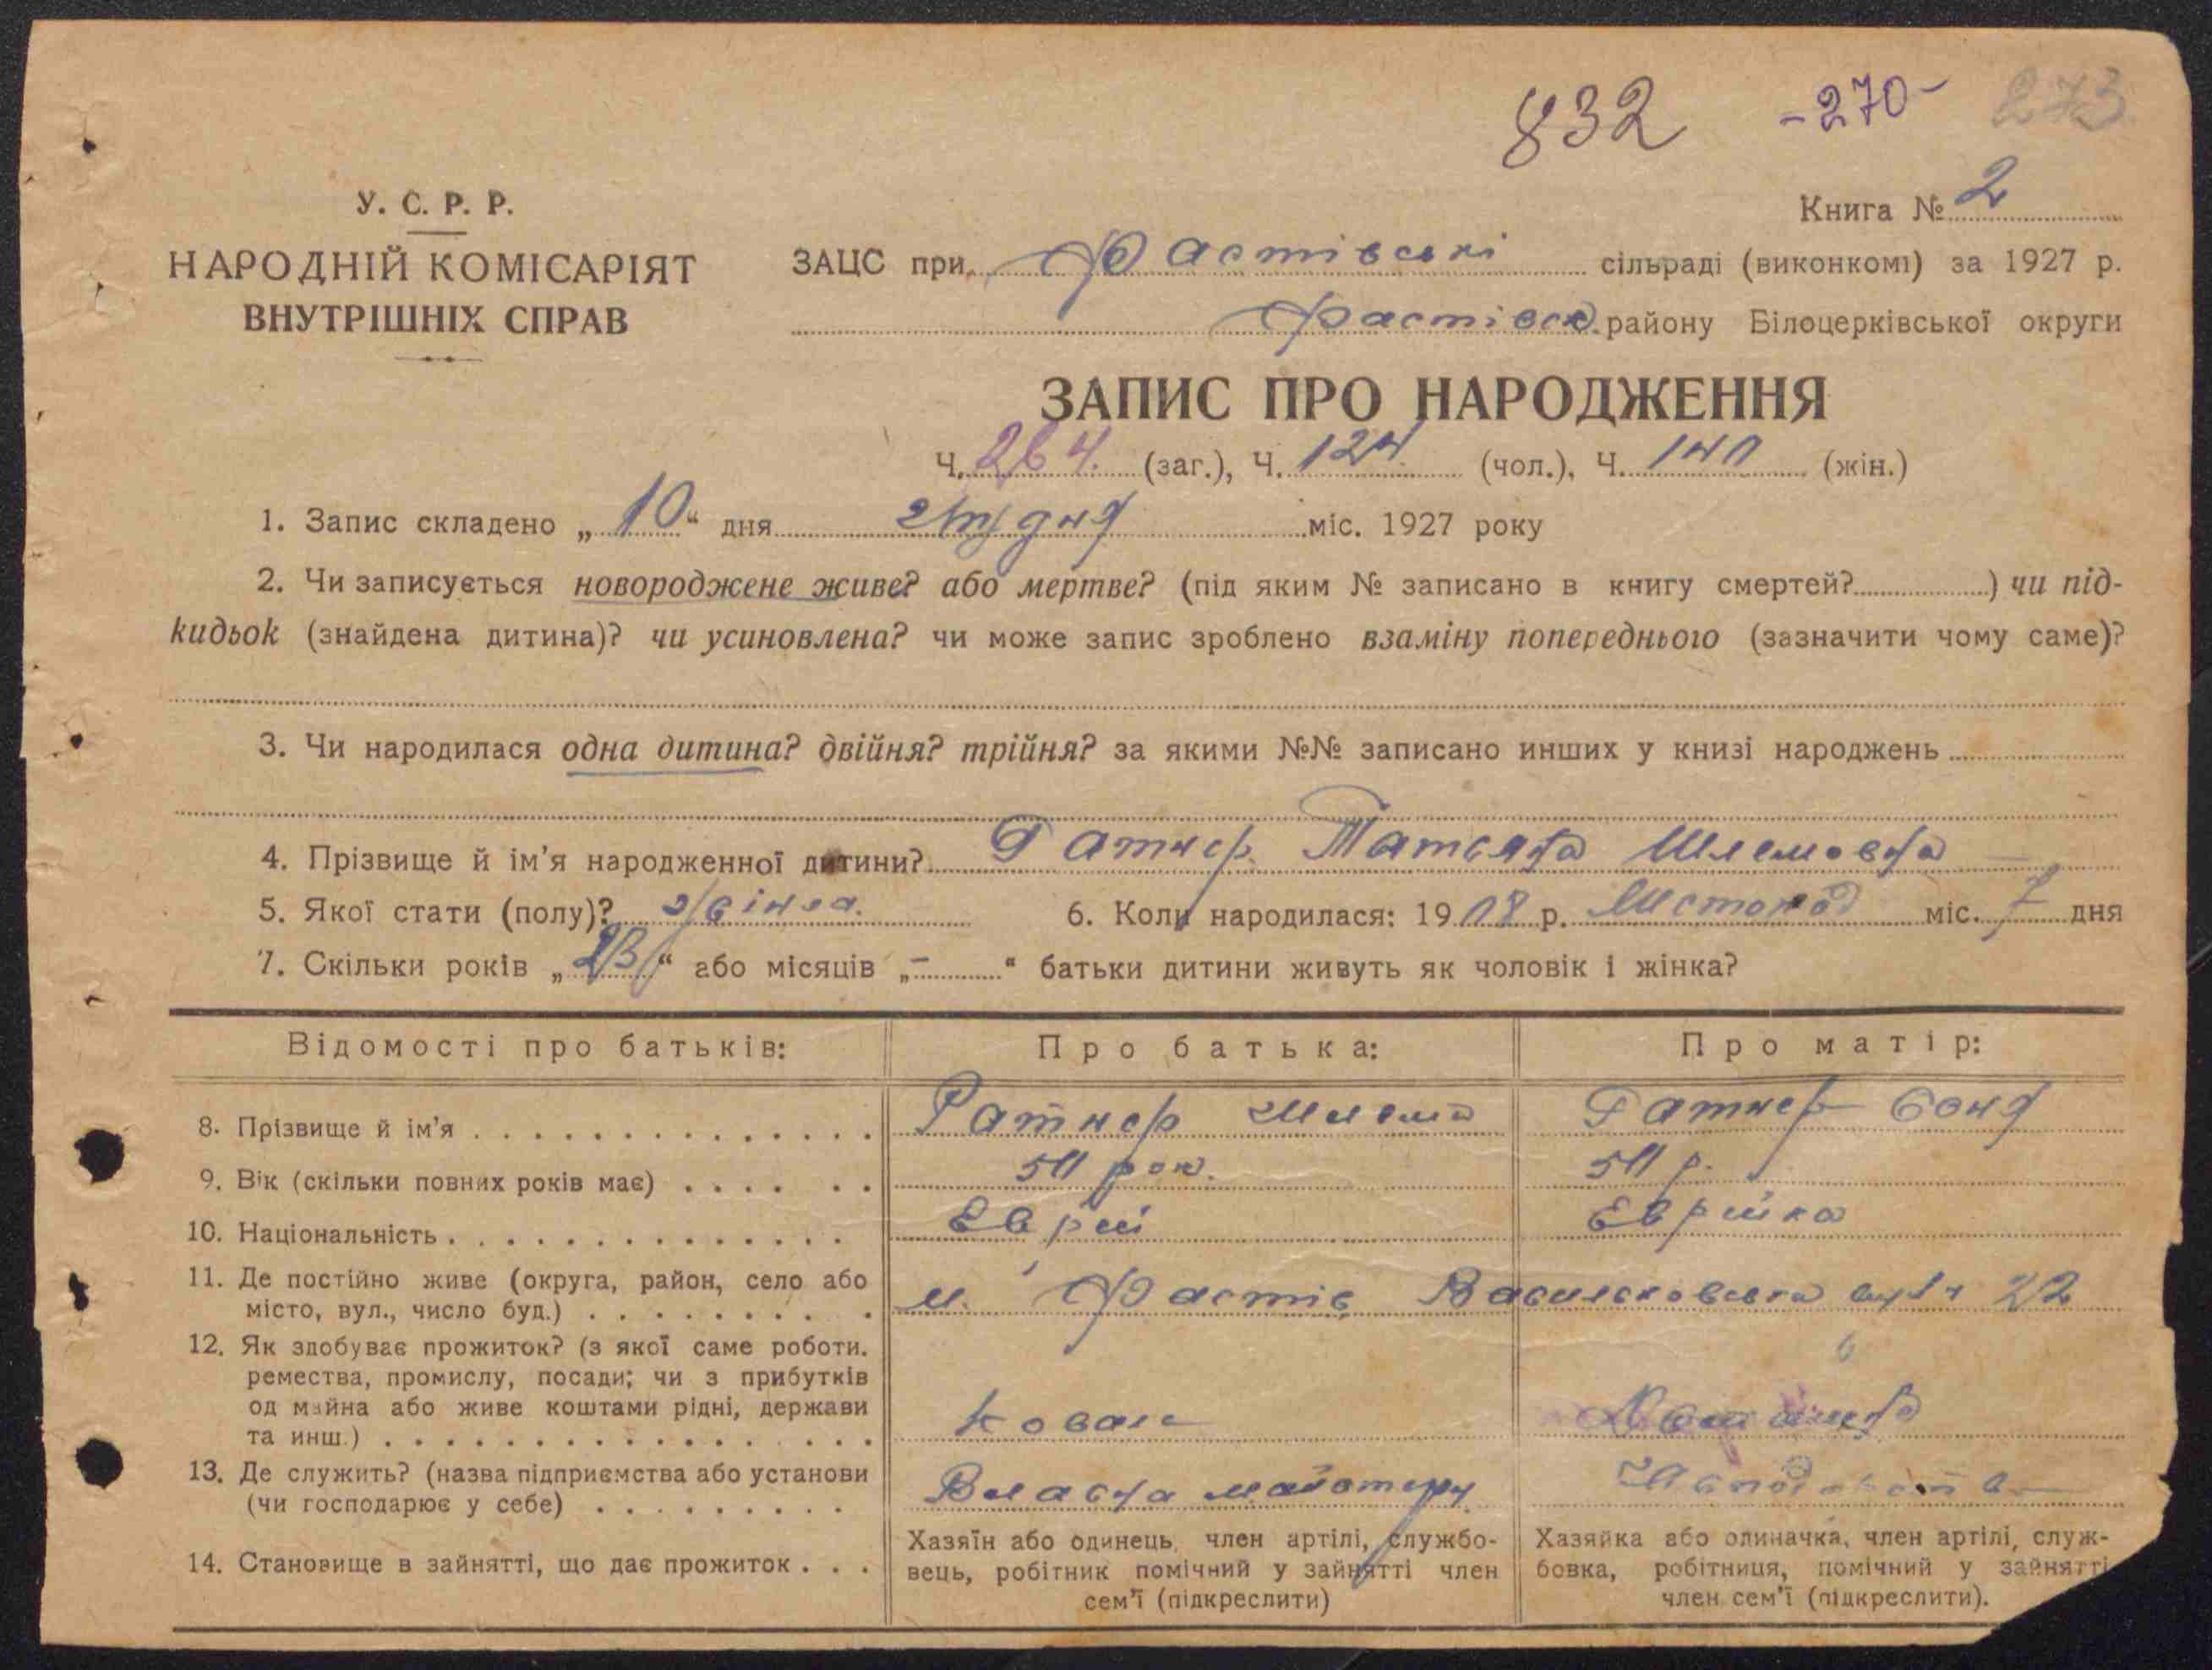 832 -270- 273
У. С. Р. Р.
НАРОДНІЙ КОМІСАРІЯТ
ВНУТРІШНІХ СПРАВ
Книга № 2
ЗАЦС при Фастівські сільраді (виконкомі) за 1927 р.
Фастівск району Білоцерківської округи
ЗАПИС ПРО НАРОДЖЕННЯ
Ч. 264. (заг.), Ч. 124 (чол.), Ч. 140 (жін.)
1. Запис складено „10“ дня грудня міс. 1927 року
2. Чи записується новороджене живе? або мертве? (під яким № записано в книгу смертей? ) чи під-
кидьок (знайдена дитина)? чи усиновлена? чи може запис зроблено взаміну попереднього (зазначити чому саме)?
3. Чи народилася одна дитина? двійня? трійня? за якими №№ записано инших у книзі народжень
4. Прізвище й ім’я народженної дитини? Ратнер Татяна Шлемовна
5. Якої стати (полу)? жіноча. 6. Коли народилася: 1908 р. Листопад міс. 7 дня
7. Скільки років „23“ або місяців „-“ батьки дитини живуть як чоловік і жінка?
Відомості про батьків: Про батька: Про матір:
8. Прізвище й ім’я Ратнер Шлема Ратнер Соня
9. Вік (скільки повних років має) 50 рок. 50 р.
10. Національність Еврей Еврейка
11. Де постійно живе (округа, район, село або
місто, вул., число буд.) м. Фастів Васильковська вул. ч 22
12. Як здобуває прожиток? (з якої саме роботи.
ремества, промислу, посади; чи з прибутків
од майна або живе коштами рідні, держави
та инш.) Коваль
13. Де служить? (назва підприємства або установи
(чи господарює у себе) Власна майстерн
14. Становище в зайнятті, що дає прожиток
Хазяїн або одинець, член артілі, службо-
вець, робітник помічний у зайнятті член
сем’ї (підкреслити)
Хазяйка або одиначка, член артілі, служ-
бовка, робітниця, помічний у зайнятті
член сем’ї (підкреслити).